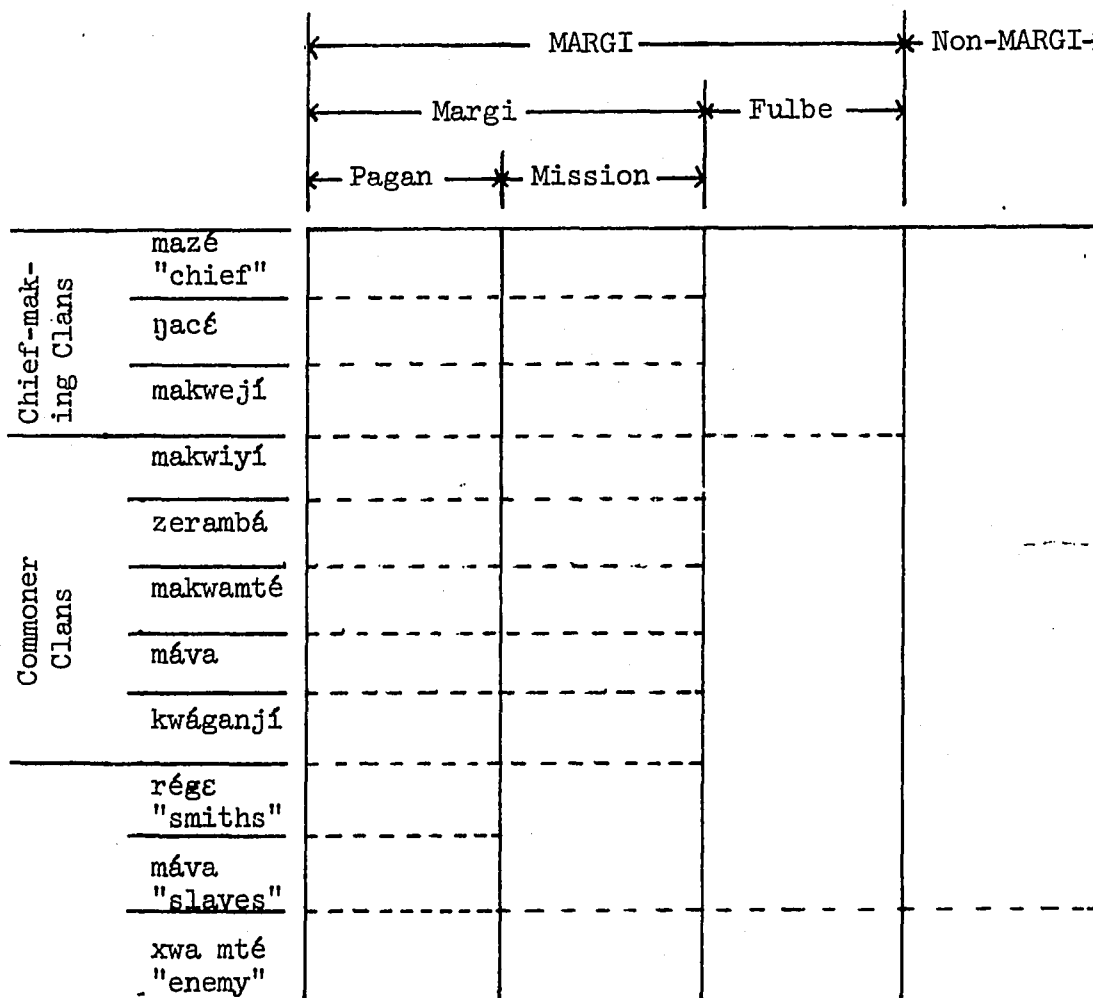 MARGI Non-MARGI
Margi Fulbe
Pagan Mission
Chief-mak-
ing Clans
mazé
"chief"
ŋacɛ́
makwejí
Commoner
Clans
makwiyí
zerambá
makwamté
máva
kwáganjí
régɛ
"smiths"
máva
"slaves"
xwa mté
"enemy"